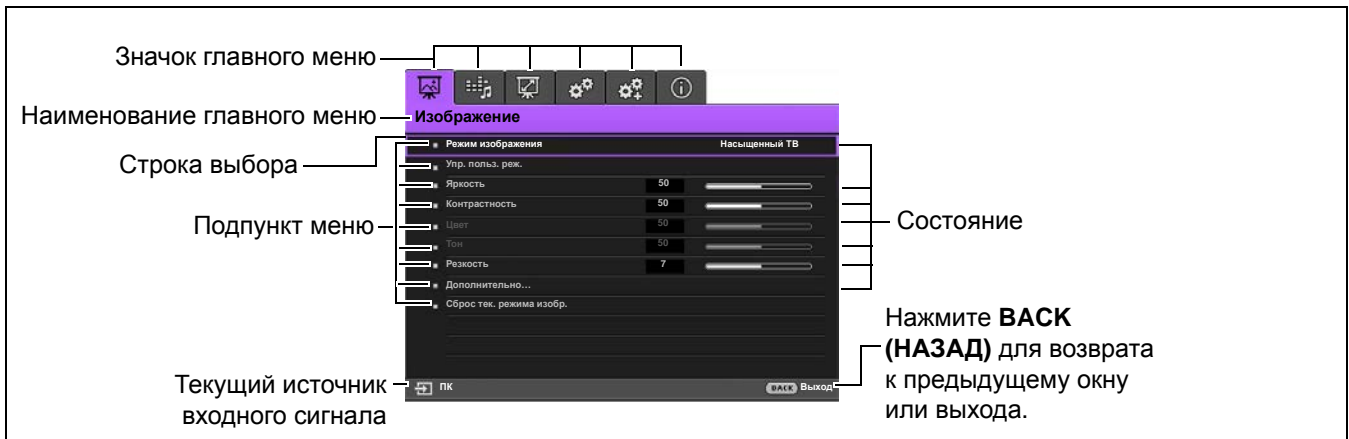 Значок главного меню
Наименование главного меню
Изображение
Строка выбора
Режим изображения Насыщенный ТВ
Упр. польз. реж.
Яркость 50
Контрастность 50
Подпункт меню
Цвет 50
Состояние
Тон 50
Резкость 7
Дополнительно...
Сброс тек. режима изобр.
Нажмите BACK
(НАЗАД) для возврата
к предыдущему окну
или выхода.
Текущий источник
входного сигнала
ПК
BACK Выход